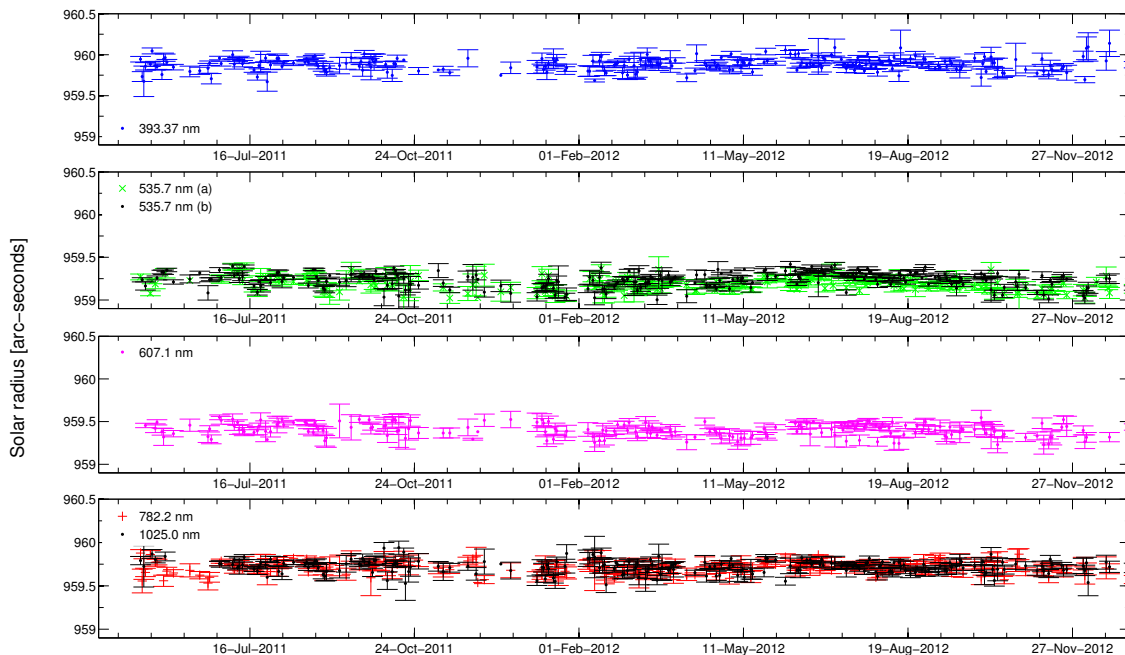 Solar radius [arc−seconds]
960.5
960
959.5
959
393.37 nm
16−Jul−2011 24−Oct−2011 01−Feb−2012 11−May−2012 19−Aug−2012 27−Nov−2012
960.5
960
959.5
959
535.7 nm (a)
535.7 nm (b)
16−Jul−2011 24−Oct−2011 01−Feb−2012 11−May−2012 19−Aug−2012 27−Nov−2012
960.5
960
959.5
959
607.1 nm
16−Jul−2011 24−Oct−2011 01−Feb−2012 11−May−2012 19−Aug−2012 27−Nov−2012
960.5
960
959.5
959
782.2 nm
1025.0 nm
16−Jul−2011 24−Oct−2011 01−Feb−2012 11−May−2012 19−Aug−2012 27−Nov−2012